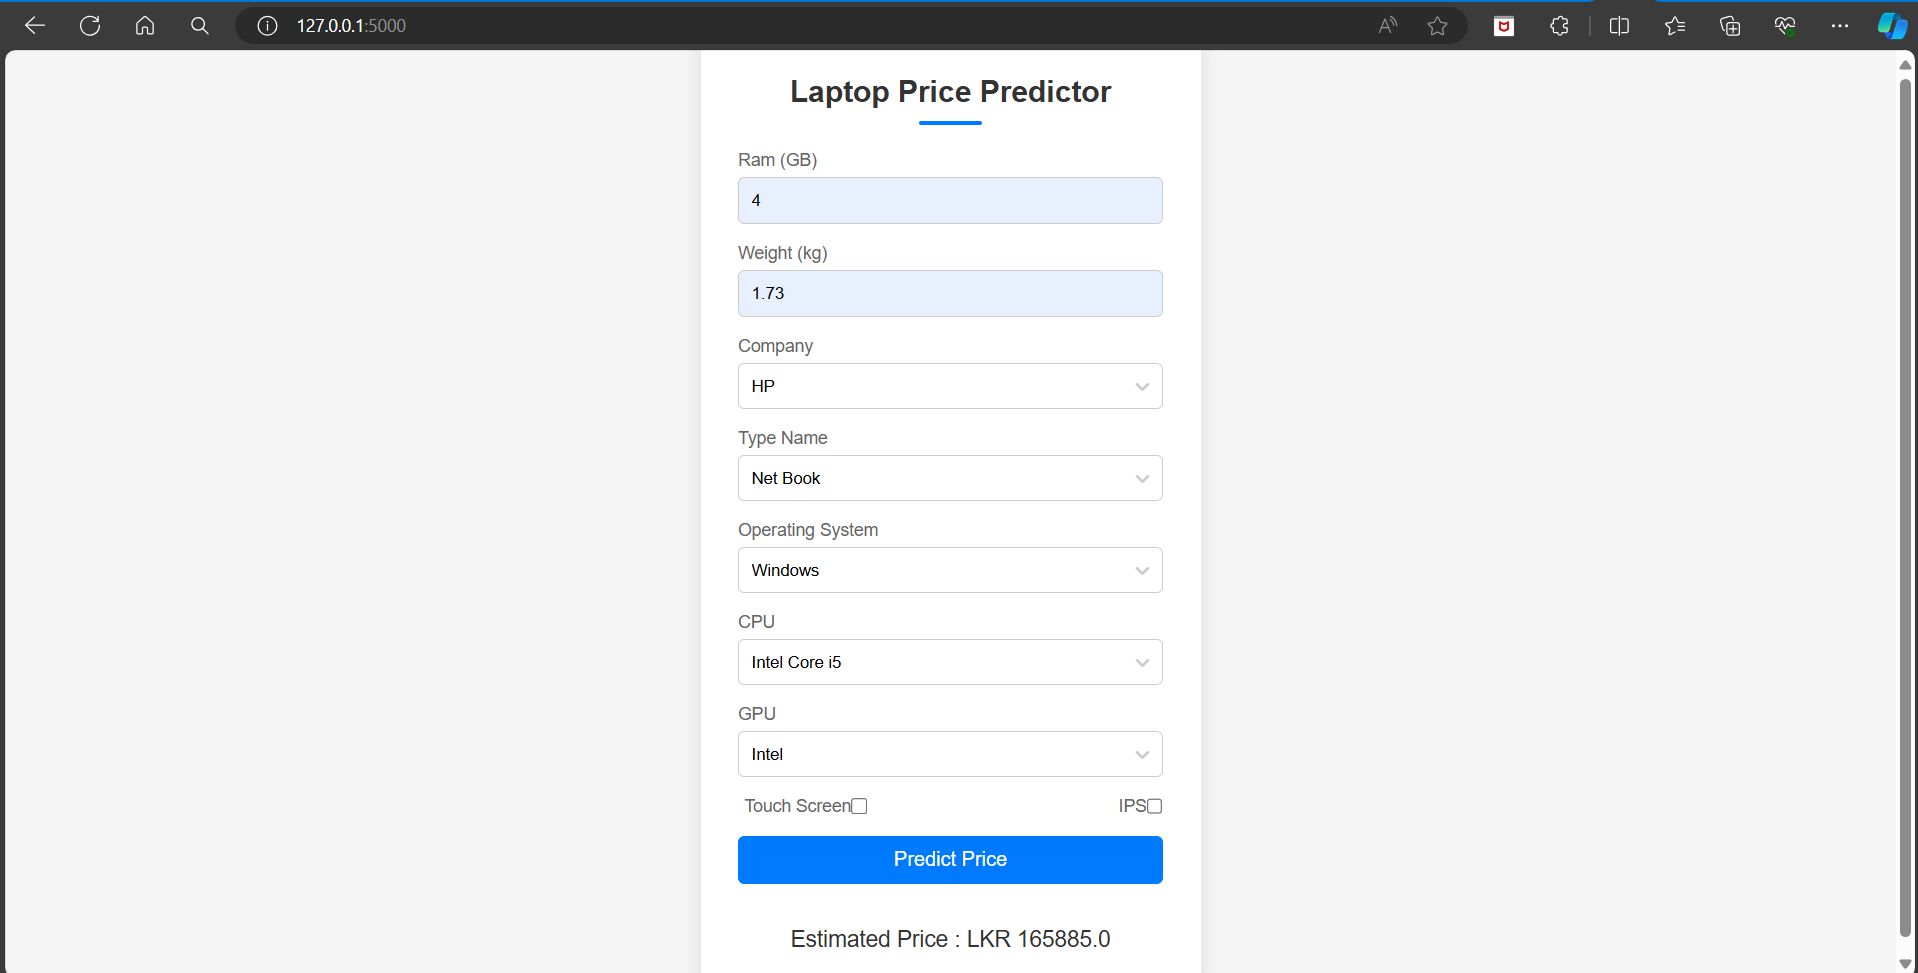 127.0.0.1:5000
Laptop Price Predictor
Ram (GB)
4
Weight (kg)
1.73
Company
HP
Type Name
Net Book
Operating System
Windows
CPU
Intel Core i5
GPU
Intel
Touch Screen IPS
Predict Price
Estimated Price : LKR 165885.0